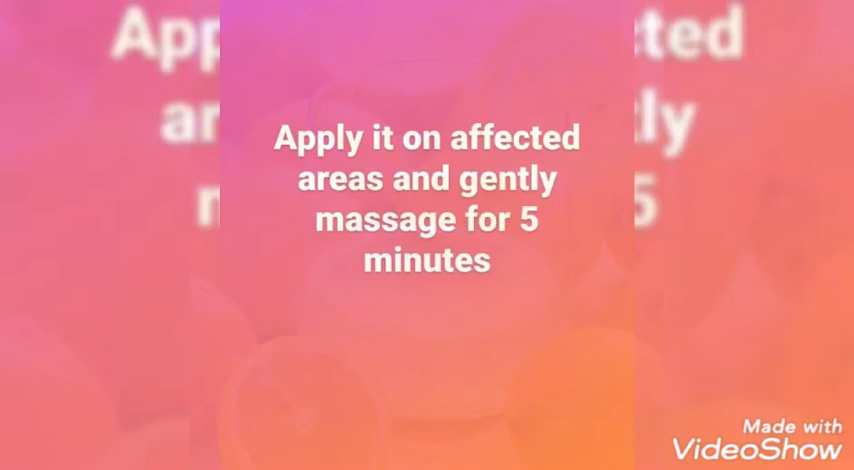 Apply it on affected
areas and gently
massage for 5
minutes
Made with
VideoShow